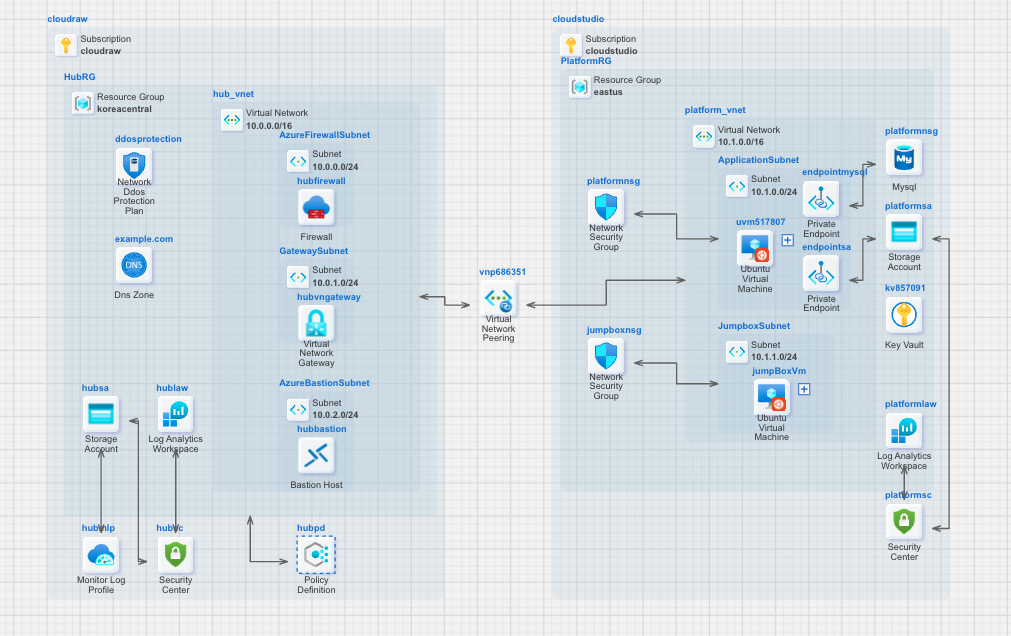 cloudraw
Subscription
cloudraw
HubRG
Resource Group
koreacentral
hub_vnet
Virtual Network
10.0.0.0/16
ddosprotection
Network
Ddos
Protection
Plan
example.com
DNS
Dns Zone
AzureFirewallSubnet
Subnet
10.0.0.0/24
hubfirewall
Firewall
GatewaySubnet
Subnet
10.0.1.0/24
hubvngateway
Virtual
Network
Gateway
AzureBastionSubnet
Subnet
10.0.2.0/24
hubbastion
Bastion Host
hubsa
Storage
Account
hublaw
Log Analytics
Workspace
Monitor Log
Profile
Security
Center
hubpd
Policy
Definition
vnp686351
Virtual
Network
Peering
cloudstudio
Subscription
cloudstudio
PlatformRG
Resource Group
eastus
platform_vnet
Virtual Network
10.1.0.0/16
ApplicationSubnet
Subnet
10.1.0.0/24
platformnsg
Network
Security
Group
uvm517807
Ubuntu
Virtual
Machine
endpointmysql
Private
Endpoint
endpointsa
Private
Endpoint
jumpboxnsg
Network
Security
Group
JumpboxSubnet
Subnet
10.1.1.0/24
jumpBoxVm
Ubuntu
Virtual
Machine
platformnsg
My
Mysql
platformsa
Storage
Account
kv857091
Key Vault
platformlaw
Log Analytics
Workspace
platformsc
Security
Center